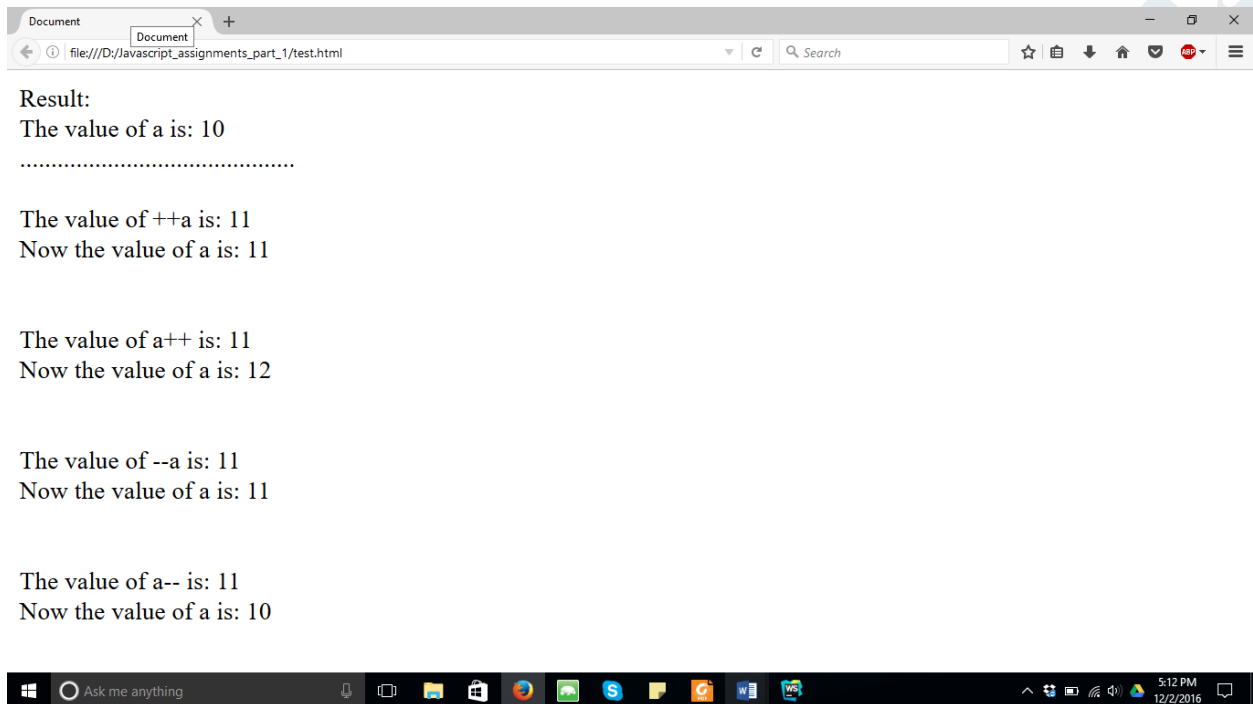 Document
Document
file:///D:/Javascript_assignments_part_1/test.html
Search
ABP
Result:
The value of a is: 10
............................................
The value of ++a is: 11
Now the value of a is: 11
The value of a++ is: 11
Now the value of a is: 12
The value of --a is: 11
Now the value of a is: 11
The value of a-- is: 11
Now the value of a is: 10
Ask me anything
S
G
W
WS
5:12 PM
12/2/2016